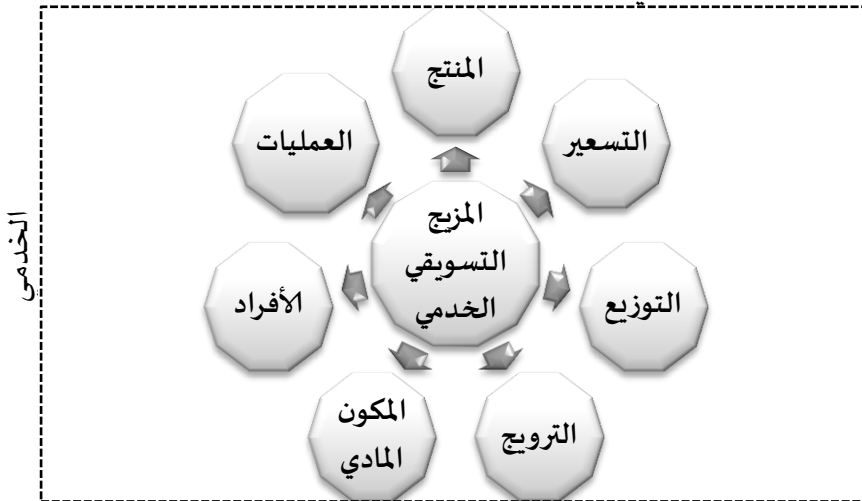 المنتج
التسعير
العمليات
المزيج
التسويقي
الخدمي
التوزيع
الأفراد
الترويج
المكون
المادي
الخدمي